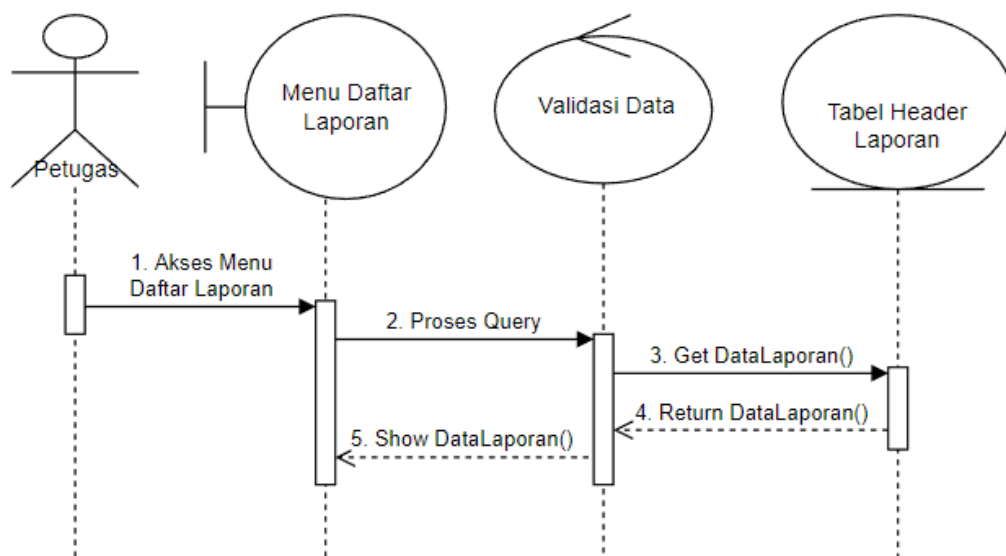 Petugas
Menu Daftar
Laporan
Validasi Data
Tabel Header
Laporan
1. Akses Menu
Daftar Laporan
2. Proses Query
3. Get DataLaporan()
4. Return DataLaporan()
5. Show DataLaporan()